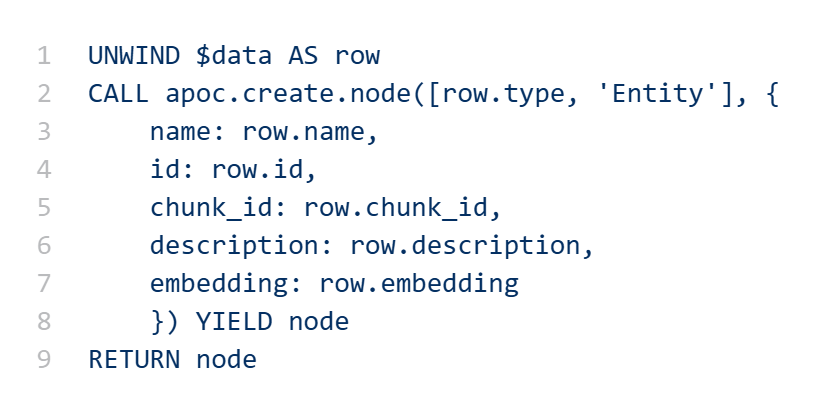 1 UNWIND $data AS row
2 CALL apoc.create.node([row.type, 'Entity'], {
3     name: row.name,
4     id: row.id,
5     chunk_id: row.chunk_id,
6     description: row.description,
7     embedding: row.embedding
8     }) YIELD node
9 RETURN node